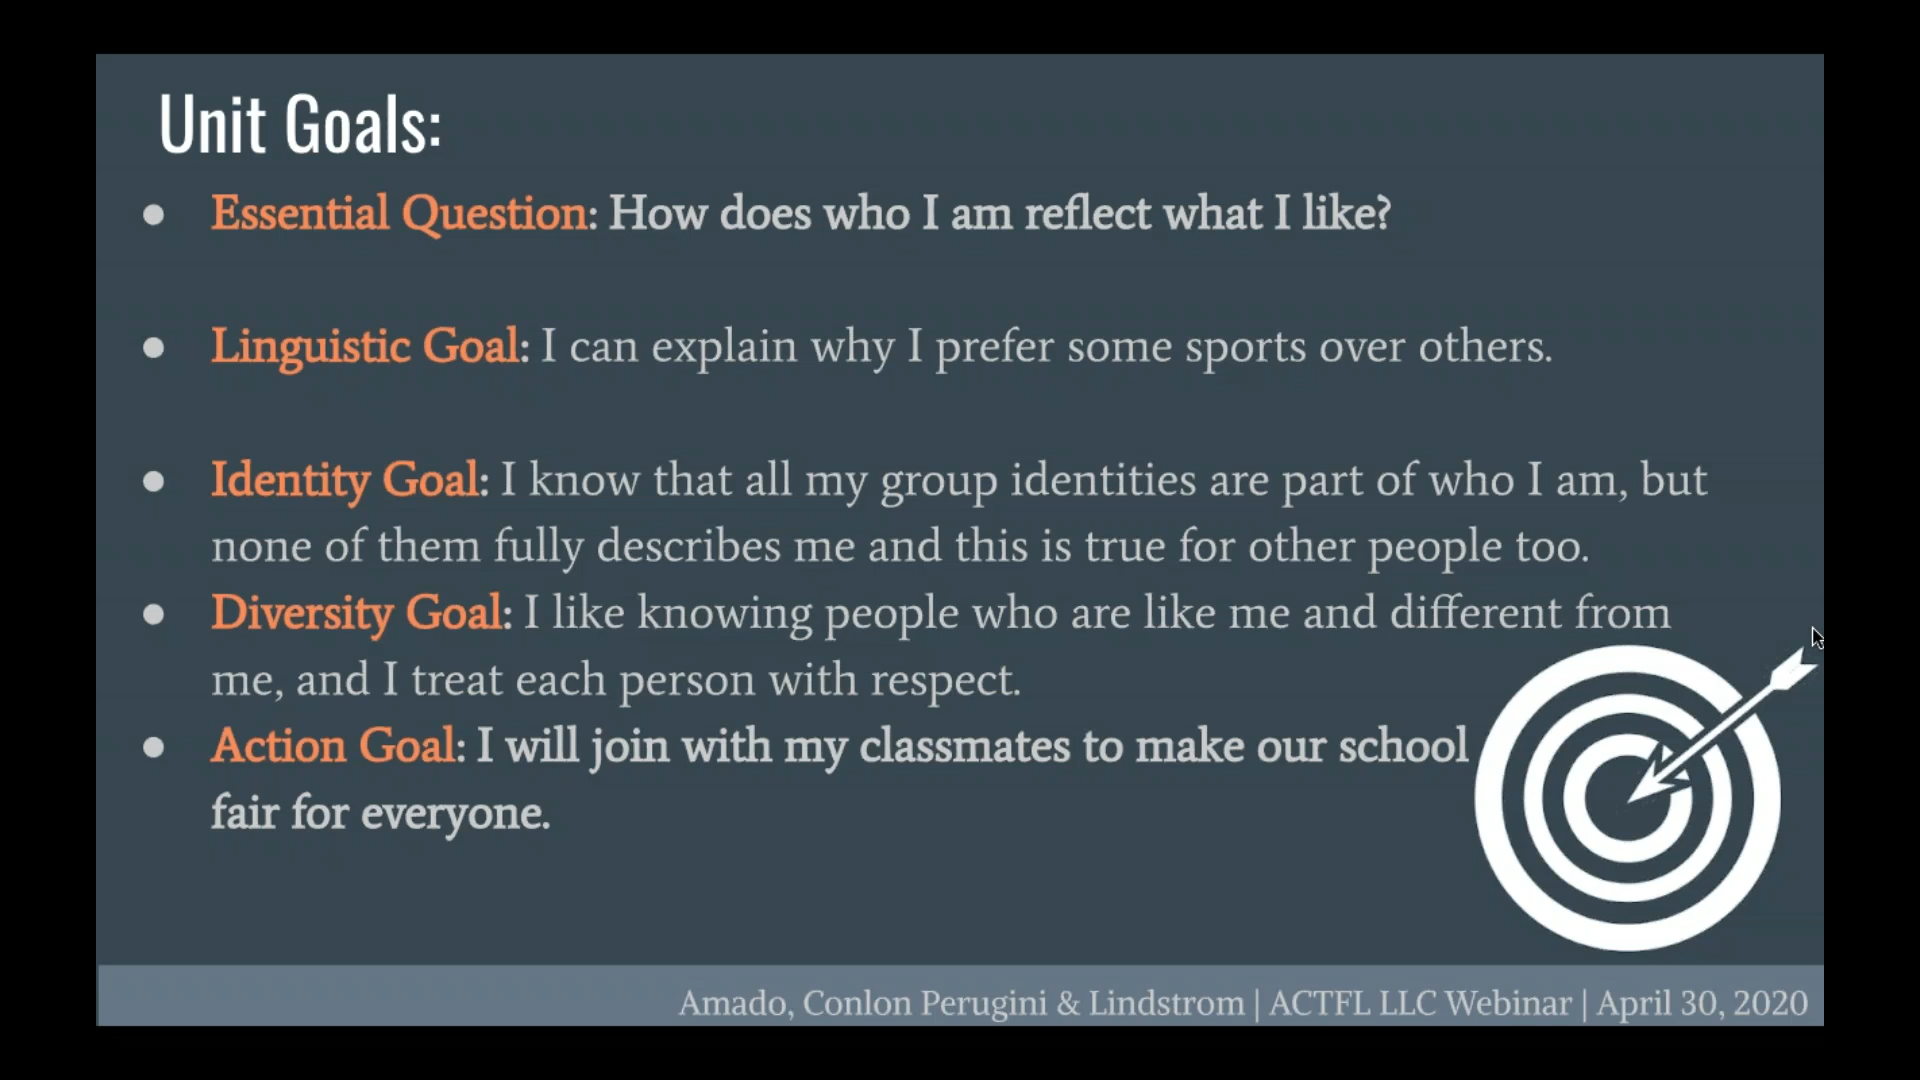 Unit Goals:
● Essential Question: How does who I am reflect what I like?
● Linguistic Goal: I can explain why I prefer some sports over others.
● Identity Goal: I know that all my group identities are part of who I am, but
none of them fully describes me and this is true for other people too.
● Diversity Goal: I like knowing people who are like me and different from
me, and I treat each person with respect.
● Action Goal: I will join with my classmates to make our school
fair for everyone.
Amado, Conlon Perugini & Lindstrom | ACTFL LLC Webinar | April 30, 2020